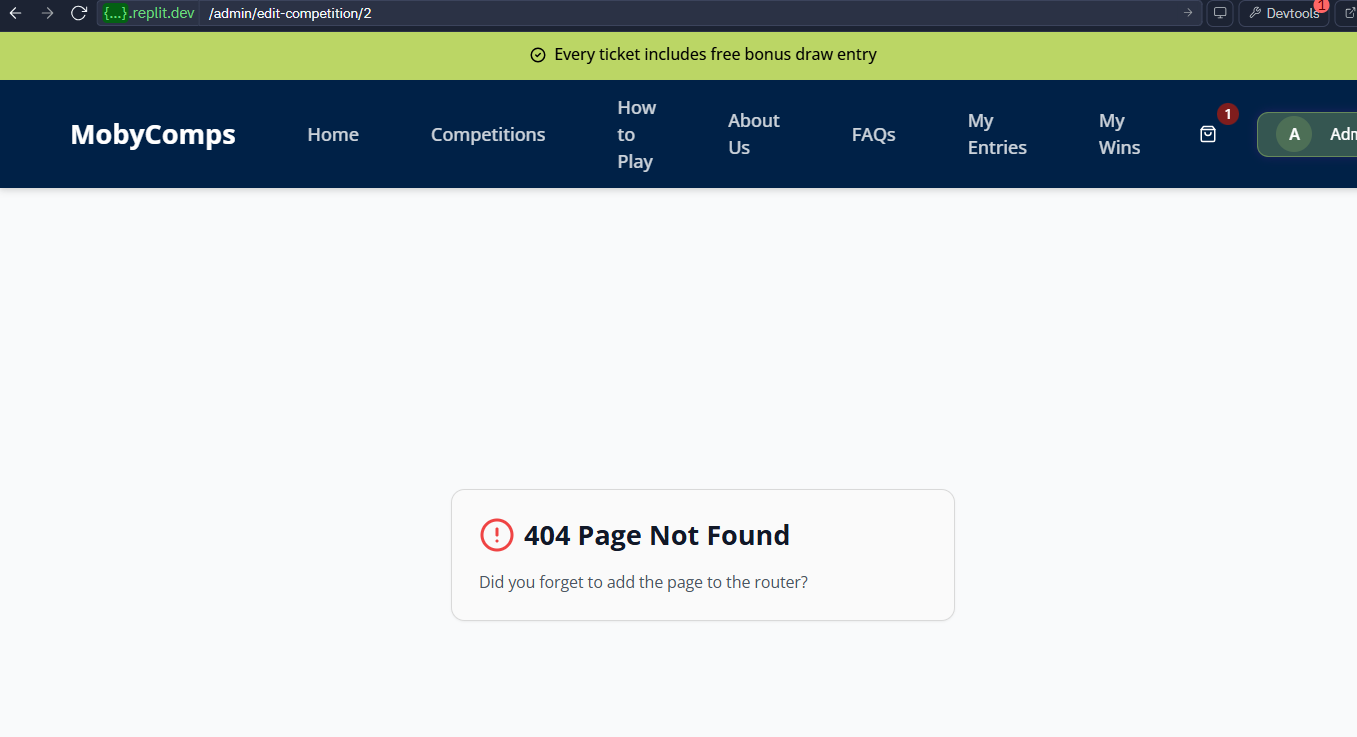 {...}.replit.dev /admin/edit-competition/2
Devtools 1
Every ticket includes free bonus draw entry
MobyComps
Home
Competitions
How
to
Play
About
Us
FAQs
My
Entries
My
Wins
1
A
404 Page Not Found
Did you forget to add the page to the router?